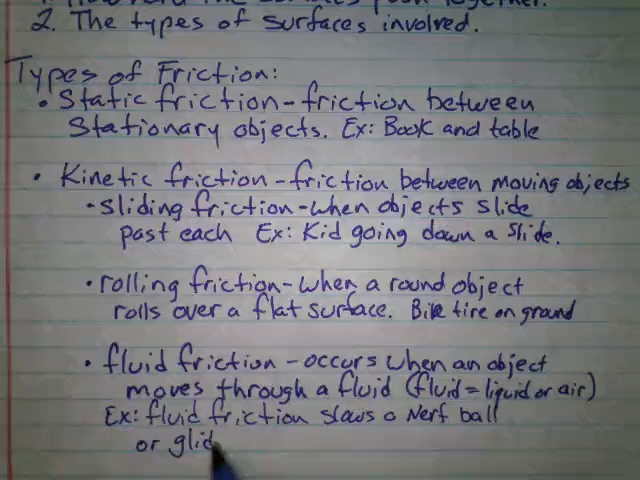 2. The types of surfaces involved.
Types of Friction:
• Static friction - friction between
Stationary objects. Ex: Book and table
• Kinetic friction - friction between moving objects
• sliding friction - when objects slide
past each Ex: Kid going down a slide.
• rolling friction - when a round object
rolls over a flat surface. Bike tire on ground
• fluid friction - occurs when an object
moves through a fluid (fluid = liquid or air)
Ex: fluid friction slows a Nerf ball
or glid